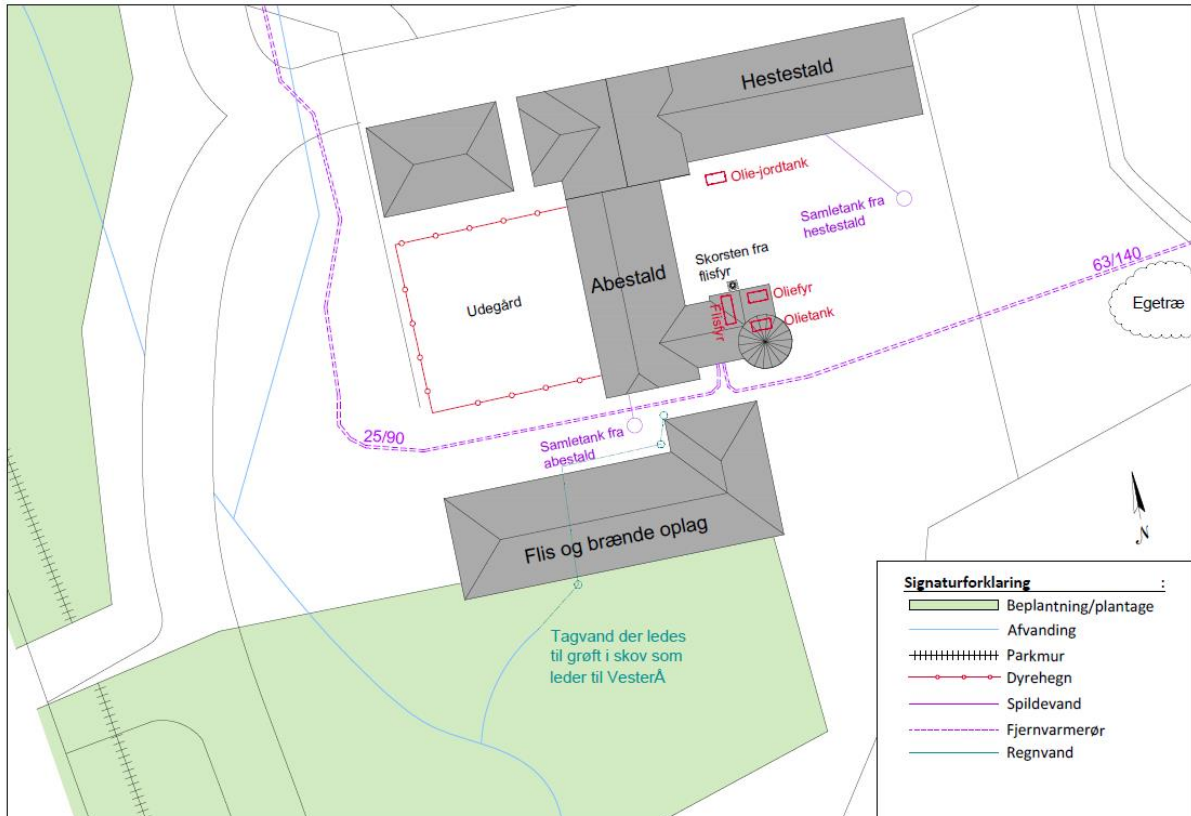 Hestestald
Olie-jordtank
Samletank fra
hestestald
Skorsten fra
flisfyr
63/140
Egetræ
Abestald
Udegård
Oliefyr
Flisfyr
Olietank
25/90
Samletank fra
abestald
Flis og brænde oplag
N
Tagvand der ledes
til grøft i skov som
leder til VesterÅ
Signaturforklaring :
Beplantning/plantage
Afvanding
Parkmur
Dyrehegn
Spildevand
Fjernvarmerør
Regnvand